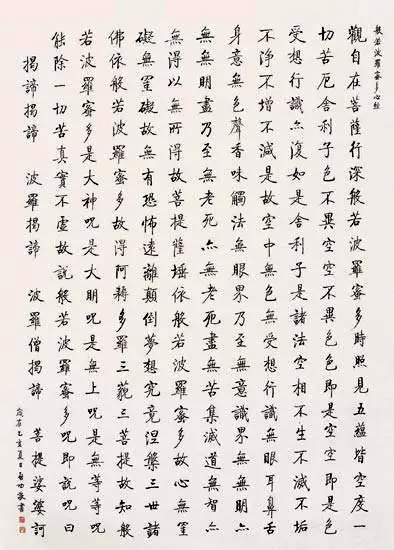 般若波羅蜜多心經
觀自在菩薩行深般若波羅蜜多時照見五蘊皆空度一
切苦厄舍利子色不異空空不異色色即是空空即是色
受想行識亦復如是舍利子是諸法空相不生不滅不垢
不淨不增不減是故空中無色無受想行識無眼耳鼻舌
身意無色聲香味觸法無眼界乃至無意識界無無明亦
無無明盡乃至無老死亦無老死盡無苦集滅道無智亦
無得以無所得故菩提薩埵依般若波羅蜜多故心無罣
礙無罣礙故無有恐怖遠離顛倒夢想究竟涅槃三世諸
佛依般若波羅蜜多故得阿耨多羅三藐三菩提故知般
若波羅蜜多是大神呪是大明呪是無上呪是無等等呪
能除一切苦真實不虛故說般若波羅蜜多呪即說呪曰
揭諦揭諦 波羅揭諦 波羅僧揭諦 菩提娑婆訶
歲在乙亥夏日啓功敬書